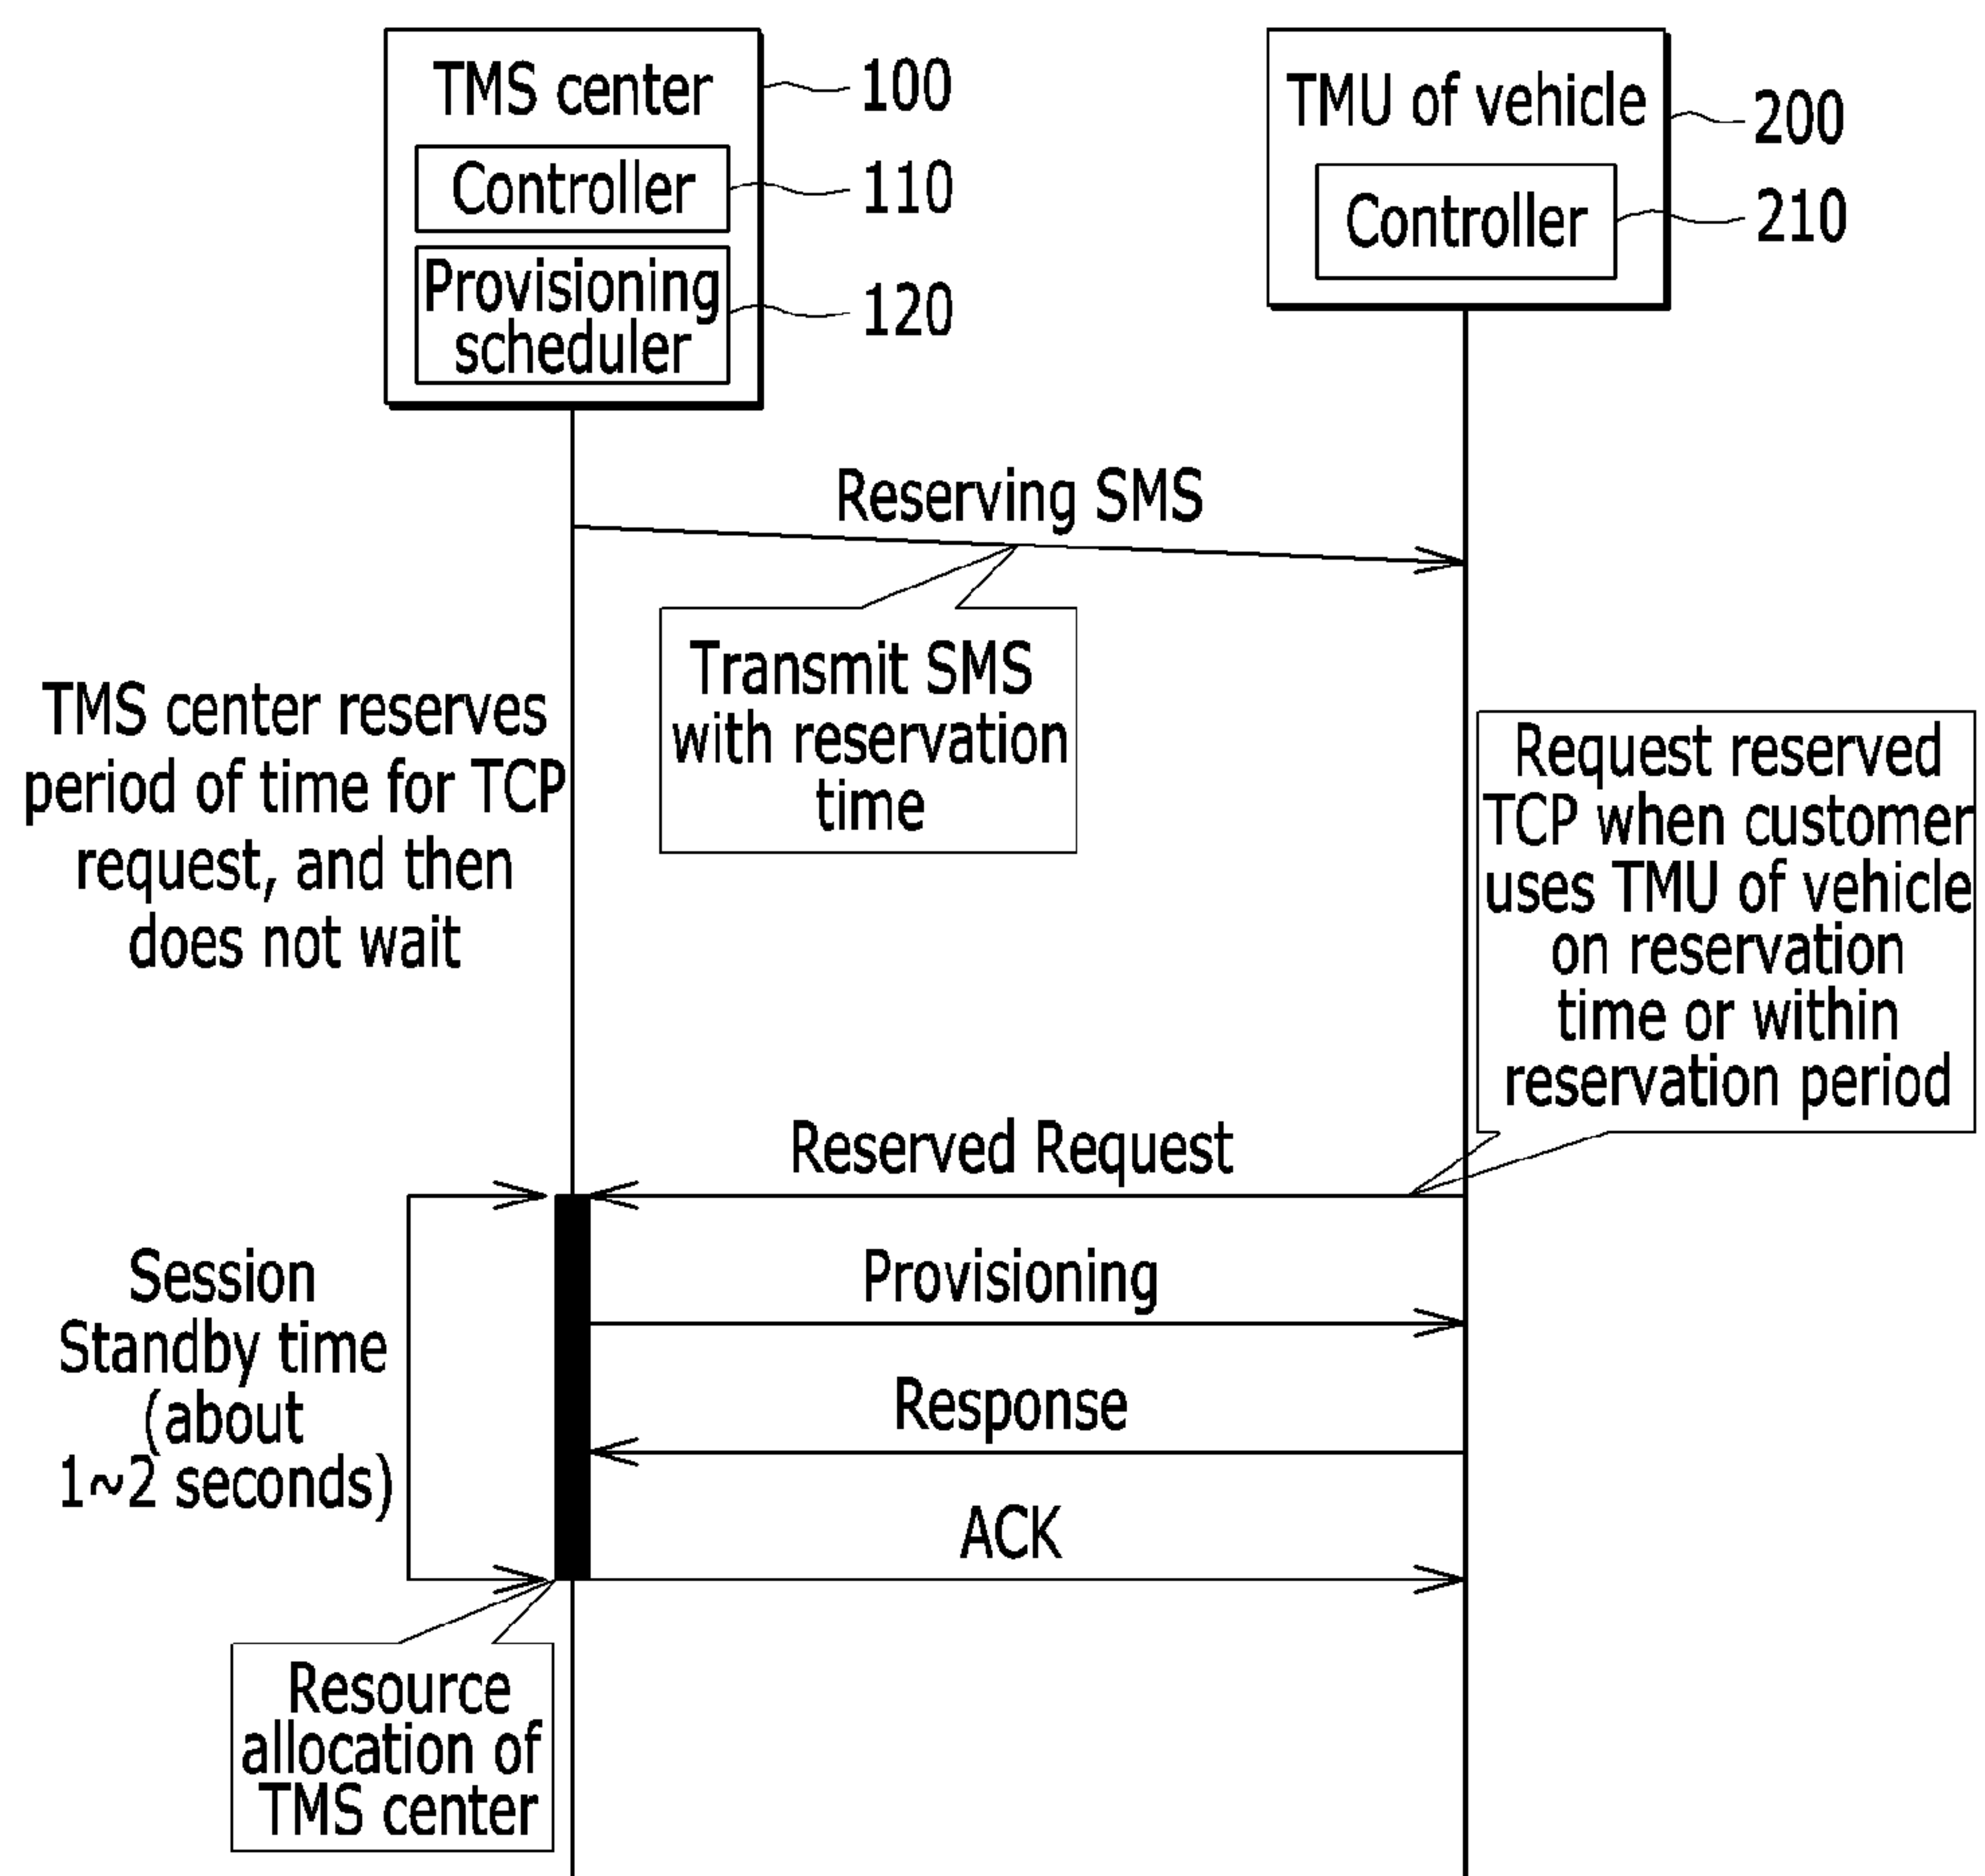 TMS center
100
Controller
110
Provisioning
scheduler
120
TMU of vehicle
200
Controller
210
Reserving SMS
Transmit SMS
with reservation
time
TMS center reserves
period of time for TCP
request, and then
does not wait
Request reserved
TCP when customer
uses TMU of vehicle
on reservation
time or within
reservation period
Reserved Request
Session
Standby time
(about
1~2 seconds)
Provisioning
Response
ACK
Resource
allocation of
TMS center